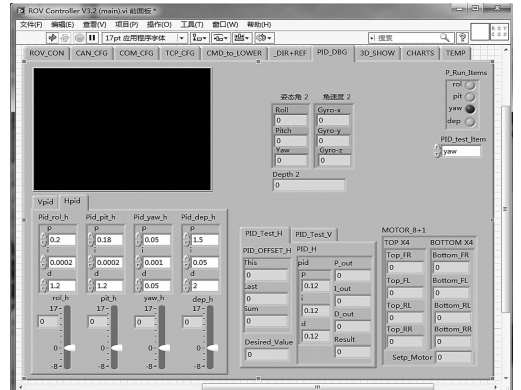 ROV Controller V3.2 (main).vi 前面板 *
文件(F) 编辑(E) 查看(V) 项目(P) 操作(O) 工具(T) 窗口(W) 帮助(H)
17pt 应用程序字体 搜索
ROV_CON CAN_CFG COM_CFG TCP_CFG CMD_to_LOWER _DIR+REF PID_DBG 3D_SHOW CHARTS TEMP
P_Run_Items
rol
pit
yaw
dep
PID_test_Item
yaw
姿态角 2 角速度 2
Roll Gyro-x
0 0
Pitch Gyro-y
0 0
Yaw Gyro-z
0 0
Depth 2
0
Vpid Hpid
Pid_rol_h Pid_pit_h Pid_yaw_h Pid_dep_h
p p p p
0.2 0.18 0.05 1.5
i i i i
0.0002 0.0002 0.001 0.05
d d d d
1.2 1.2 0.05 2
rol_h pit_h yaw_h dep_h
17- 17- 17- 17-
0 0 0 0
0- 0- 0- 0-
-8- -8- -8- -8-
PID_Test_H PID_Test_V
PID_OFFSET_H PID_H
This pid P_out
0 p 0
Last 0.12 I_out
0 i 0
Sum 0.12 D_out
0 d 0
Desired_Value 0.12 Result
0 0
MOTOR_8+1
TOP X4 BOTTOM X4
Top_FR Bottom_FR
0 0
Top_FL Bottom_FL
0 0
Top_RL Bottom_RL
0 0
Top_RR Bottom_RR
0 0
Setp_Motor 0